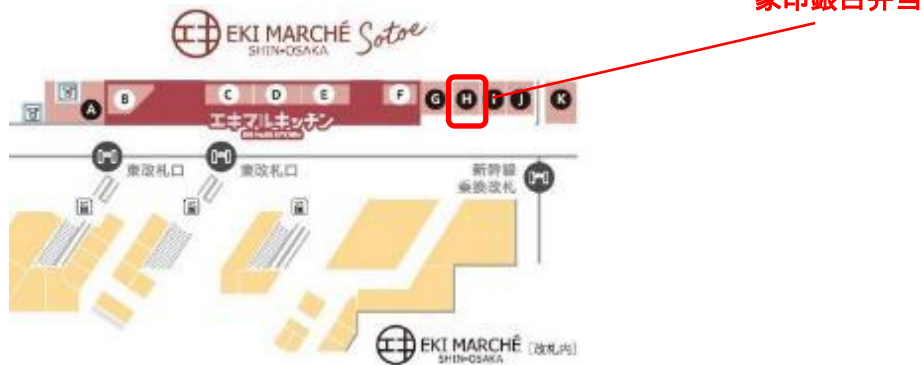 象印銀白弁当
EKI MARCHÉ Sotoe
SHIN-OSAKA
A B C D E F G H I J K
エキマルキッチン
東改札口
東改札口
新幹線
乗換改札
EKI MARCHÉ [改札内]
SHIN-OSAKA